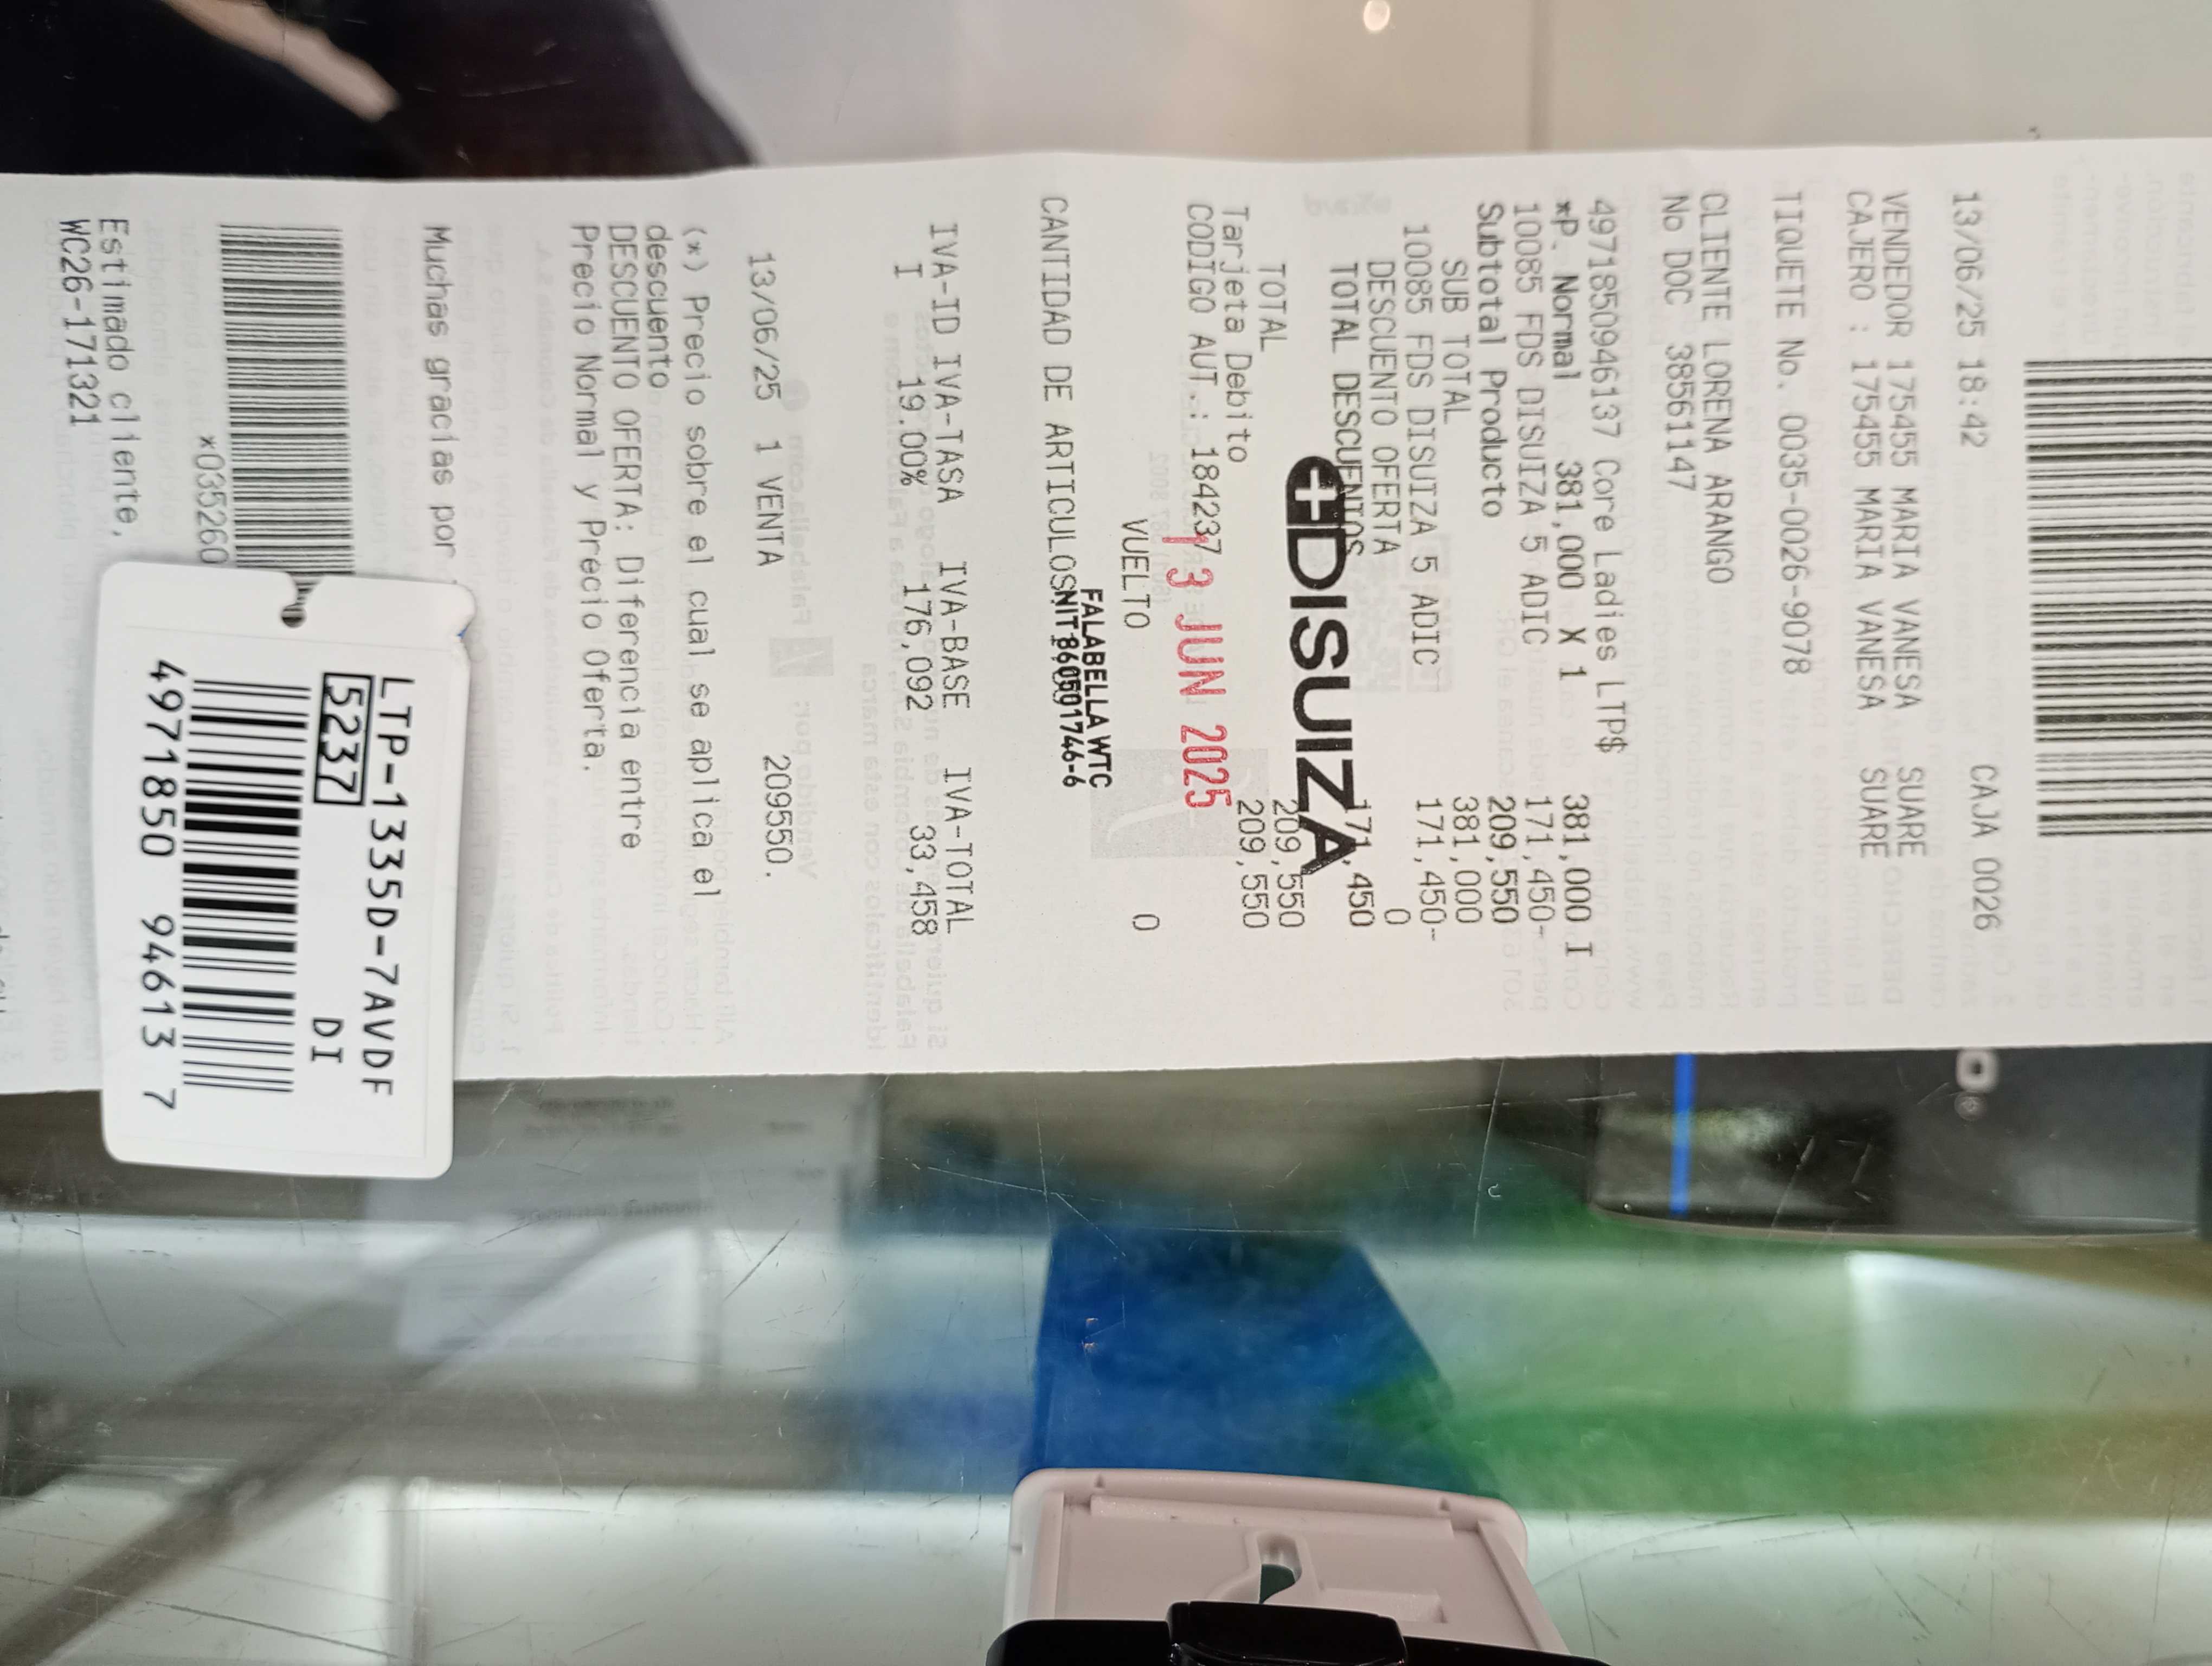 13/06/25 18:42 CAJA 0026
VENDEDOR 175455 MARIA VANESA SUARE
CAJERO : 175455 MARIA VANESA SUARE
TIQUETE No. 0035-0026-9078
CLIENTE LORENA ARANGO
No DOC 38561147
4971850946137 Core Ladies LTP$
*P. Normal 381,000 X 1 381,000 I
10085 FDS DISUIZA 5 ADIC 171,450-
Subtotal Producto 209,550
SUB TOTAL 381,000
10085 FDS DISUIZA 5 ADIC 171,450-
DESCUENTO OFERTA 0
TOTAL DESCUENTOS 171,450
DISUIZA
TOTAL 209,550
Tarjeta Debito 209,550
CODIGO AUT.: 184237
13 JUN 2025
VUELTO 0
FALABELLA WTC
NIT 860501746-6
CANTIDAD DE ARTICULOS
IVA-ID IVA-TASA IVA-BASE IVA-TOTAL
I 19.00% 176,092 33,458
13/06/25 1 VENTA 209550.
(*) Precio sobre el cual se aplica el
descuento
DESCUENTO OFERTA: Diferencia entre
Precio Normal y Precio Oferta.
Muchas gracias por
*035260
Estimado cliente,
WC26-171321
LTP-1335D-7AVDF
5237 DI
4971850 94613 7